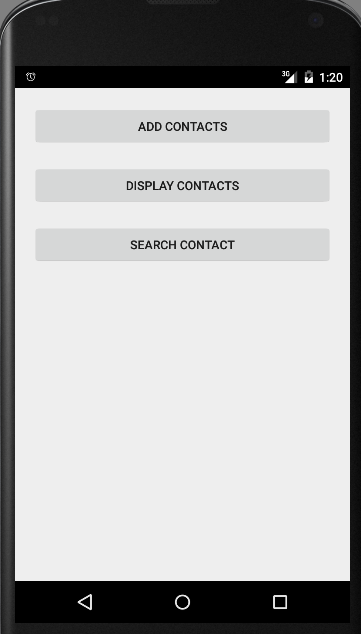 3G
1:20
ADD CONTACTS
DISPLAY CONTACTS
SEARCH CONTACT